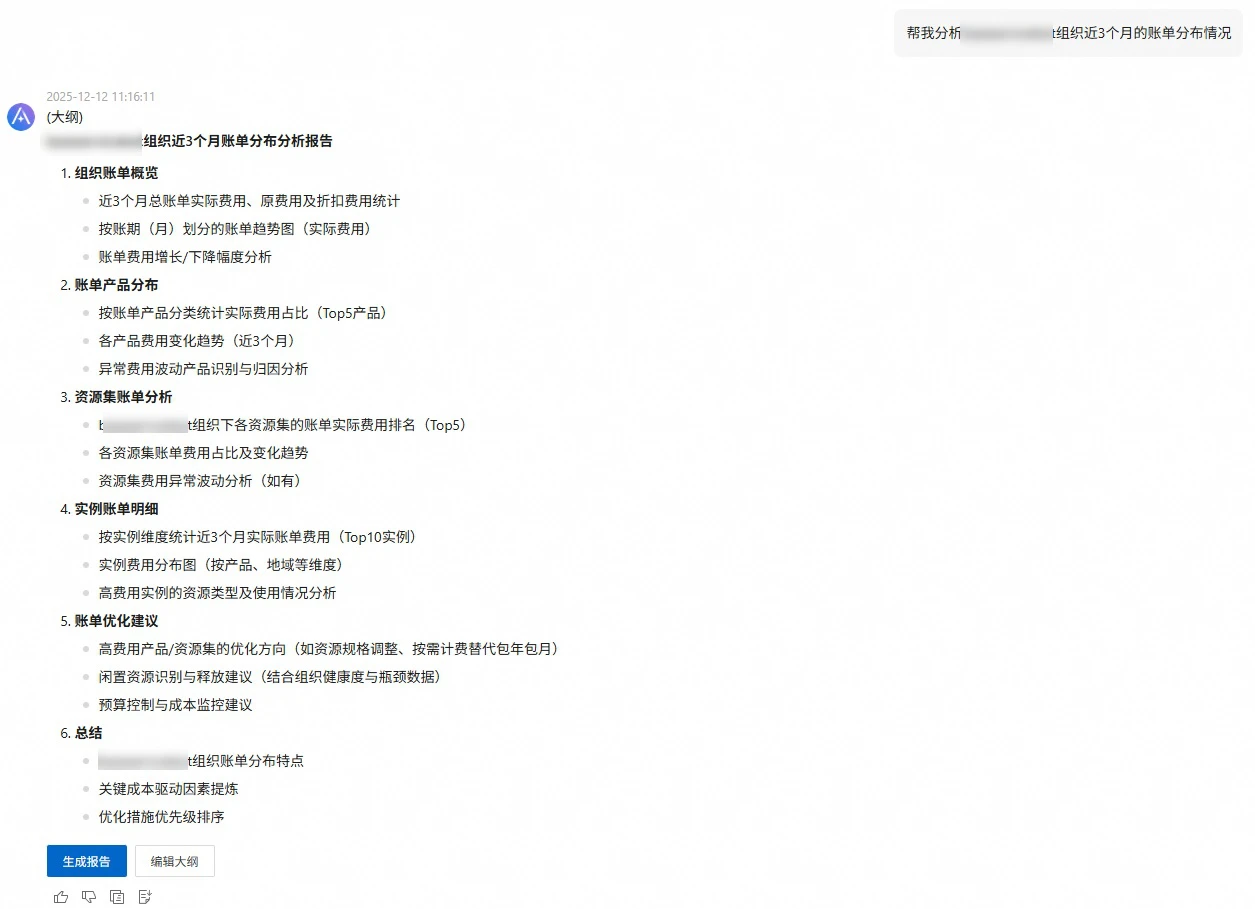 帮我分析t组织近3个月的账单分布情况
2025-12-12 11:16:11
(大纲)
组织近3个月账单分布分析报告
1. 组织账单概览
近3个月总账单实际费用、原费用及折扣费用统计
按账期（月）划分的账单趋势图（实际费用）
账单费用增长/下降幅度分析
2. 账单产品分布
按账单产品分类统计实际费用占比（Top5产品）
各产品费用变化趋势（近3个月）
异常费用波动产品识别与归因分析
3. 资源集账单分析
b t组织下各资源集的账单实际费用排名（Top5）
各资源集账单费用占比及变化趋势
资源集费用异常波动分析（如有）
4. 实例账单明细
按实例维度统计近3个月实际账单费用（Top10实例）
实例费用分布图（按产品、地域等维度）
高费用实例的资源类型及使用情况分析
5. 账单优化建议
高费用产品/资源集的优化方向（如资源规格调整、按需计费替代包年包月）
闲置资源识别与释放建议（结合组织健康度与瓶颈数据）
预算控制与成本监控建议
6. 总结
t组织账单分布特点
关键成本驱动因素提炼
优化措施优先级排序
生成报告 编辑大纲